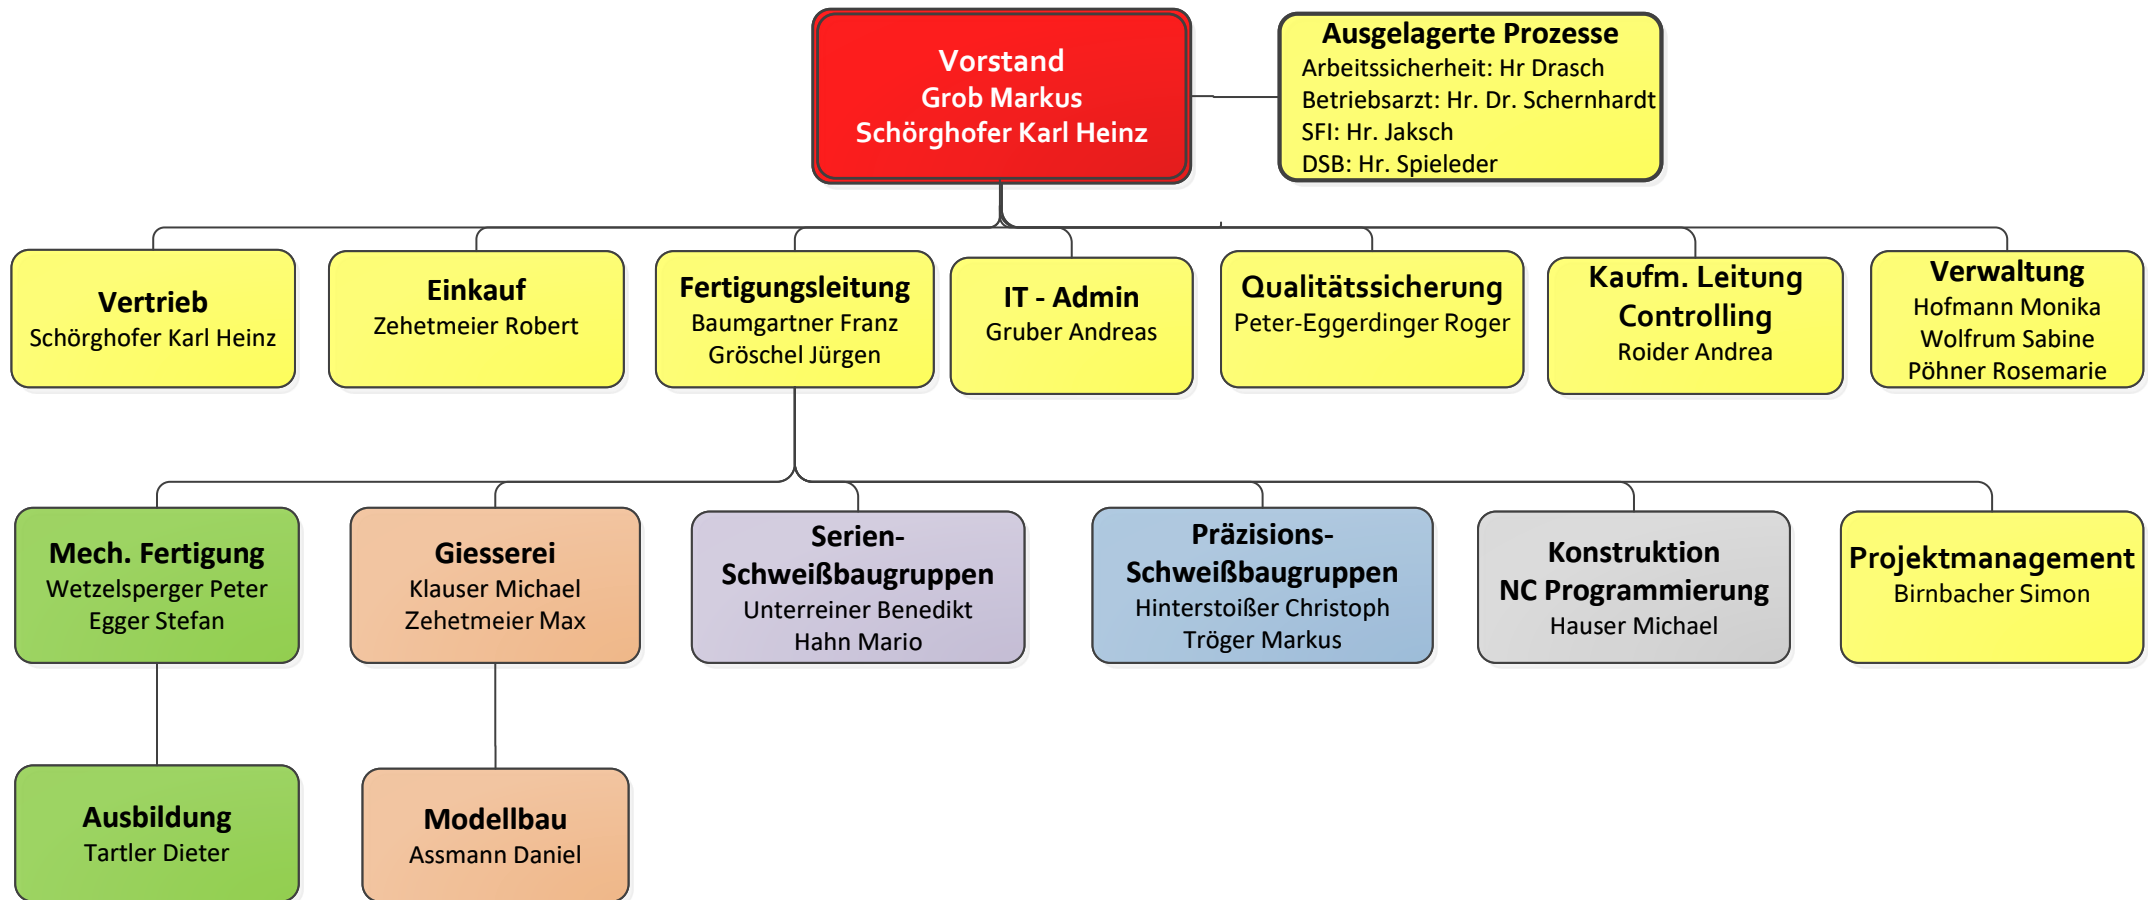 Vorstand
Grob Markus
Schörghofer Karl Heinz
Ausgelagerte Prozesse
Arbeitssicherheit: Hr Drasch
Betriebsarzt: Hr. Dr. Schernhardt
SFI: Hr. Jaksch
DSB: Hr. Spieleder
Vertrieb
Schörghofer Karl Heinz
Einkauf
Zehetmeier Robert
Fertigungsleitung
Baumgartner Franz
Gröschel Jürgen
IT - Admin
Gruber Andreas
Qualitätssicherung
Peter-Eggerdinger Roger
Kaufm. Leitung
Controlling
Roider Andrea
Verwaltung
Hofmann Monika
Wolfrum Sabine
Pöhner Rosemarie
Mech. Fertigung
Wetzelsperger Peter
Egger Stefan
Giesserei
Klauser Michael
Zehetmeier Max
Serien-
Schweißbaugruppen
Unterreiner Benedikt
Hahn Mario
Präzisions-
Schweißbaugruppen
Hinterstoißer Christoph
Tröger Markus
Konstruktion
NC Programmierung
Hauser Michael
Projektmanagement
Birnbacher Simon
Ausbildung
Tartler Dieter
Modellbau
Assmann Daniel